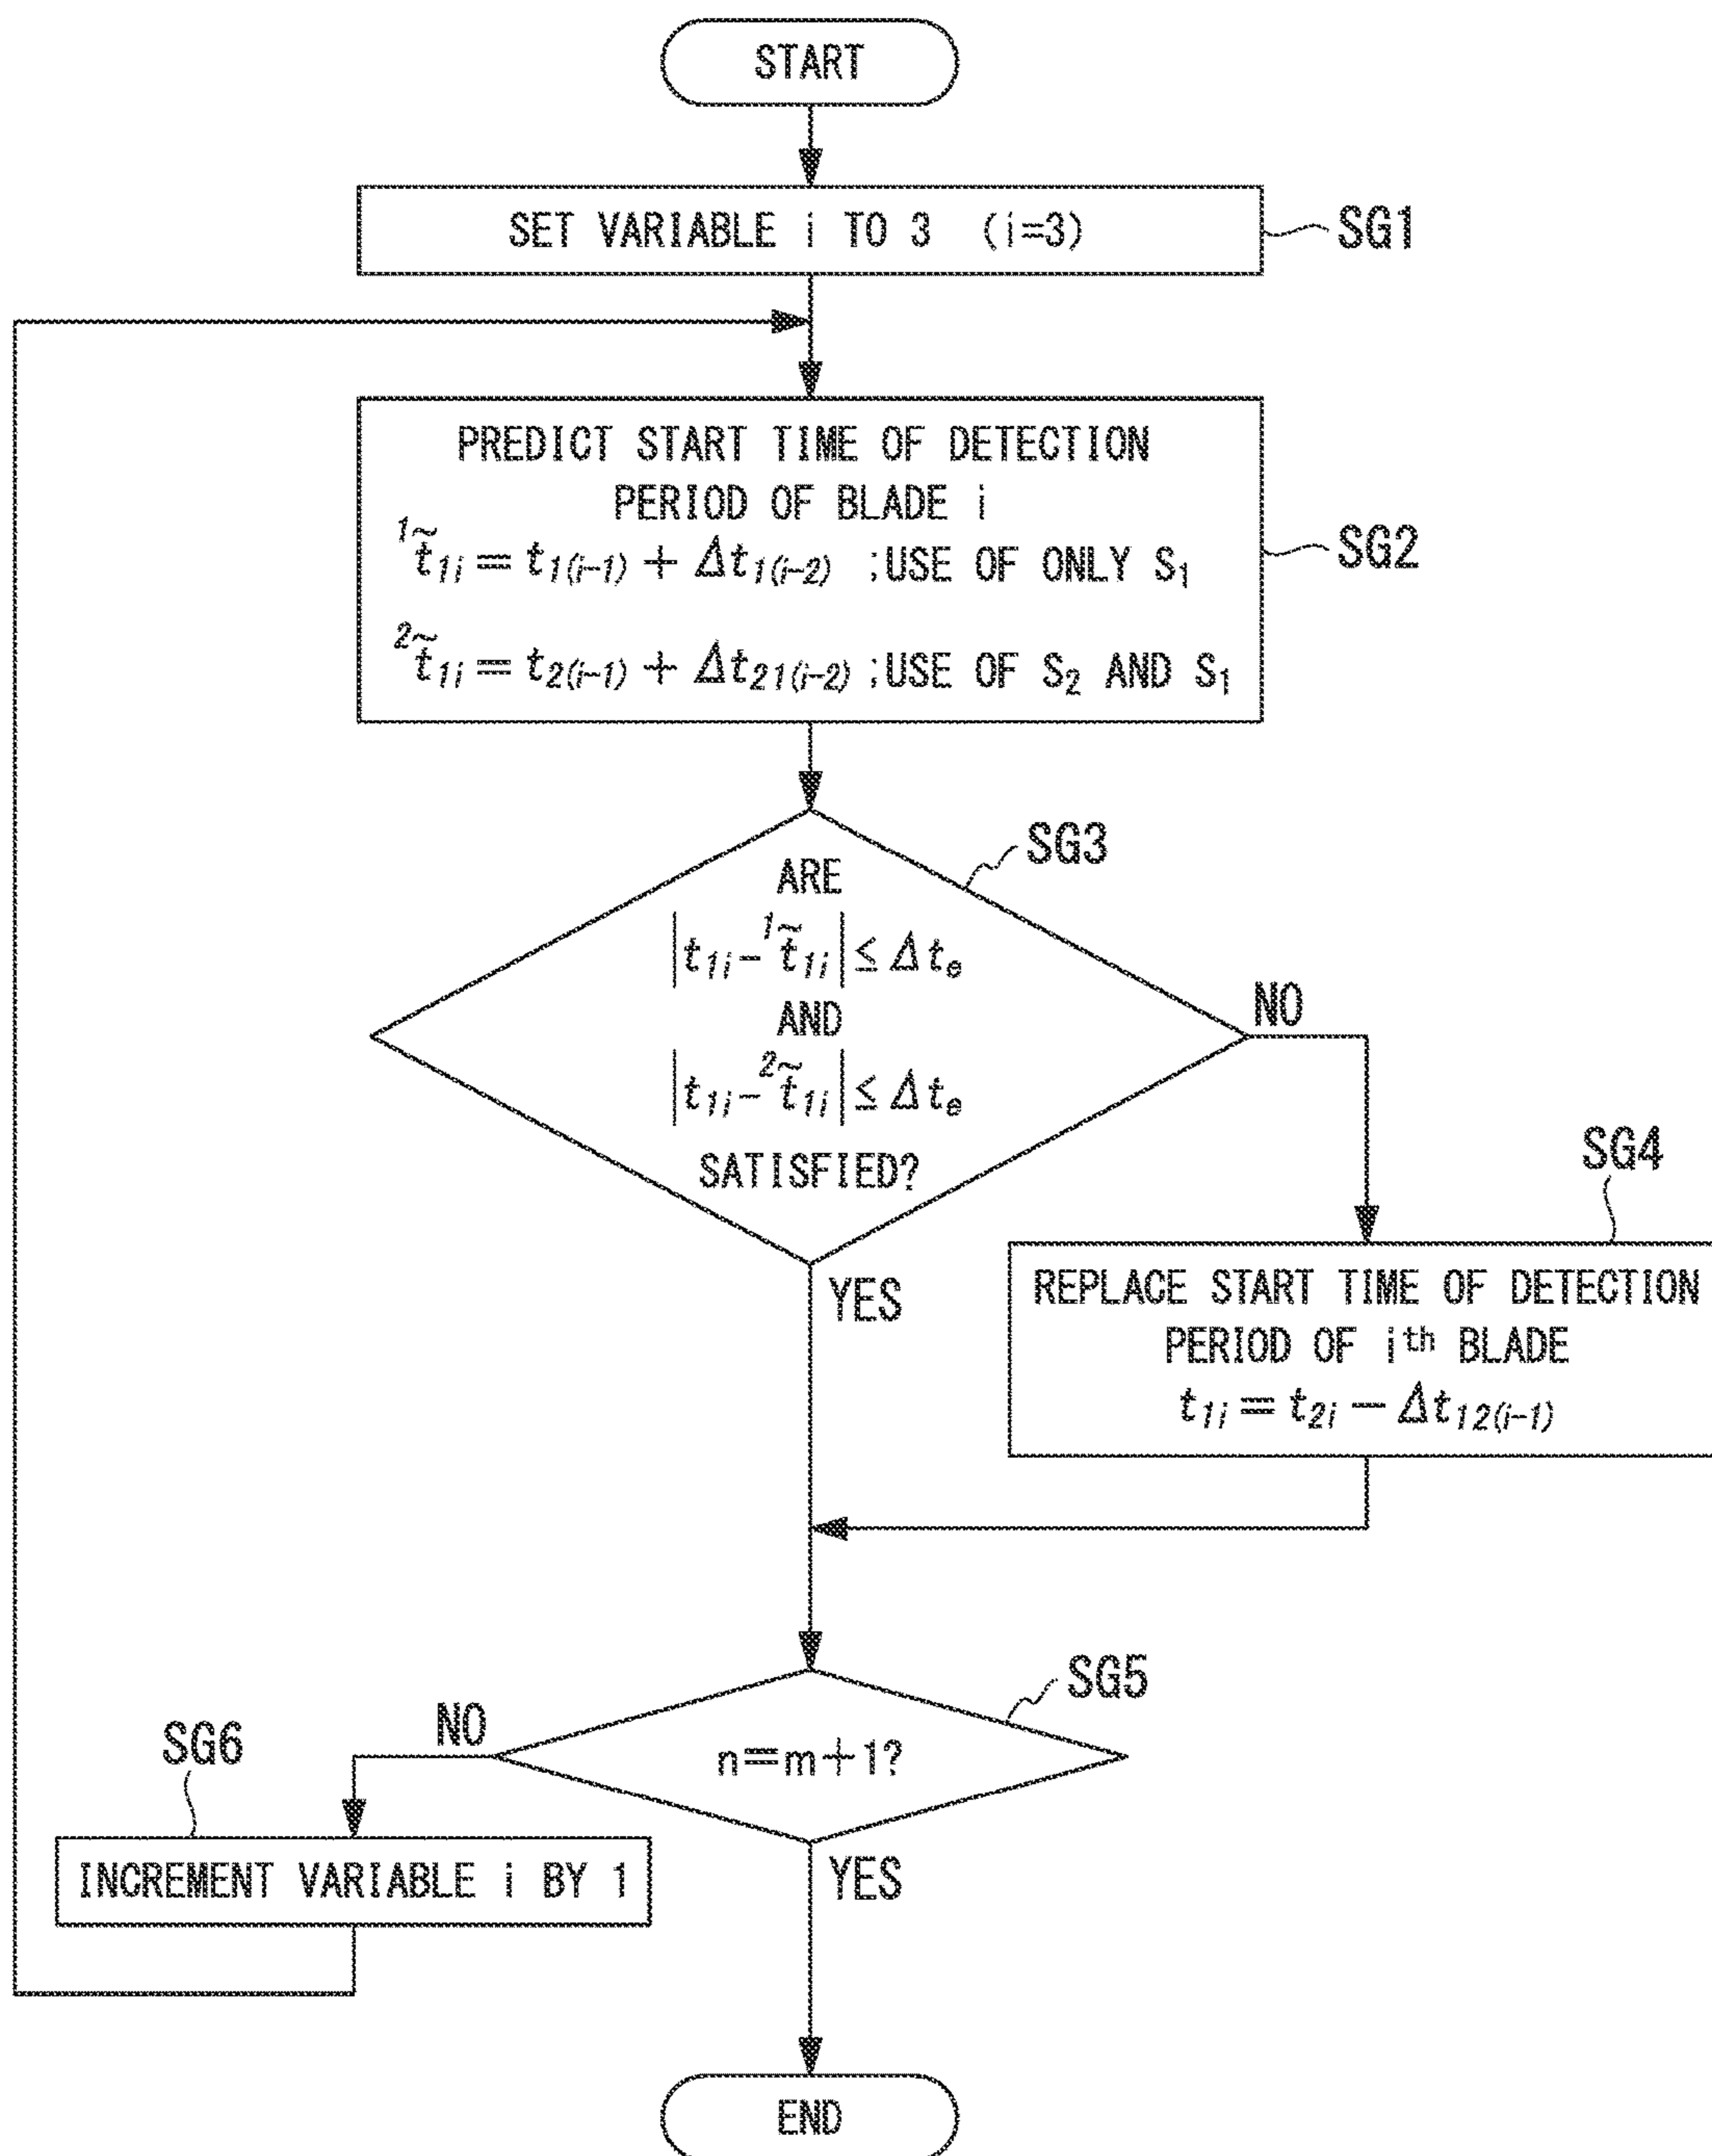 START
SET VARIABLE i TO 3 (i=3)
SG1
PREDICT START TIME OF DETECTION
PERIOD OF BLADE i
¹t̃₁ᵢ = t₁₍ᵢ₋₁₎ + Δt₁₍ᵢ₋₂₎ ;USE OF ONLY S₁
SG2
²t̃₁ᵢ = t₂₍ᵢ₋₁₎ + Δt₂₁₍ᵢ₋₂₎ ;USE OF S₂ AND S₁
SG3
ARE
|t₁ᵢ-¹t̃₁ᵢ| ≤ Δtₑ
AND
NO
|t₁ᵢ-²t̃₁ᵢ| ≤ Δtₑ
SATISFIED?
SG4
YES
REPLACE START TIME OF DETECTION
PERIOD OF iᵗʰ BLADE
t₁ᵢ = t₂ᵢ − Δt₁₂₍ᵢ₋₁₎
SG5
n=m+1?
NO
SG6
INCREMENT VARIABLE i BY 1
YES
END